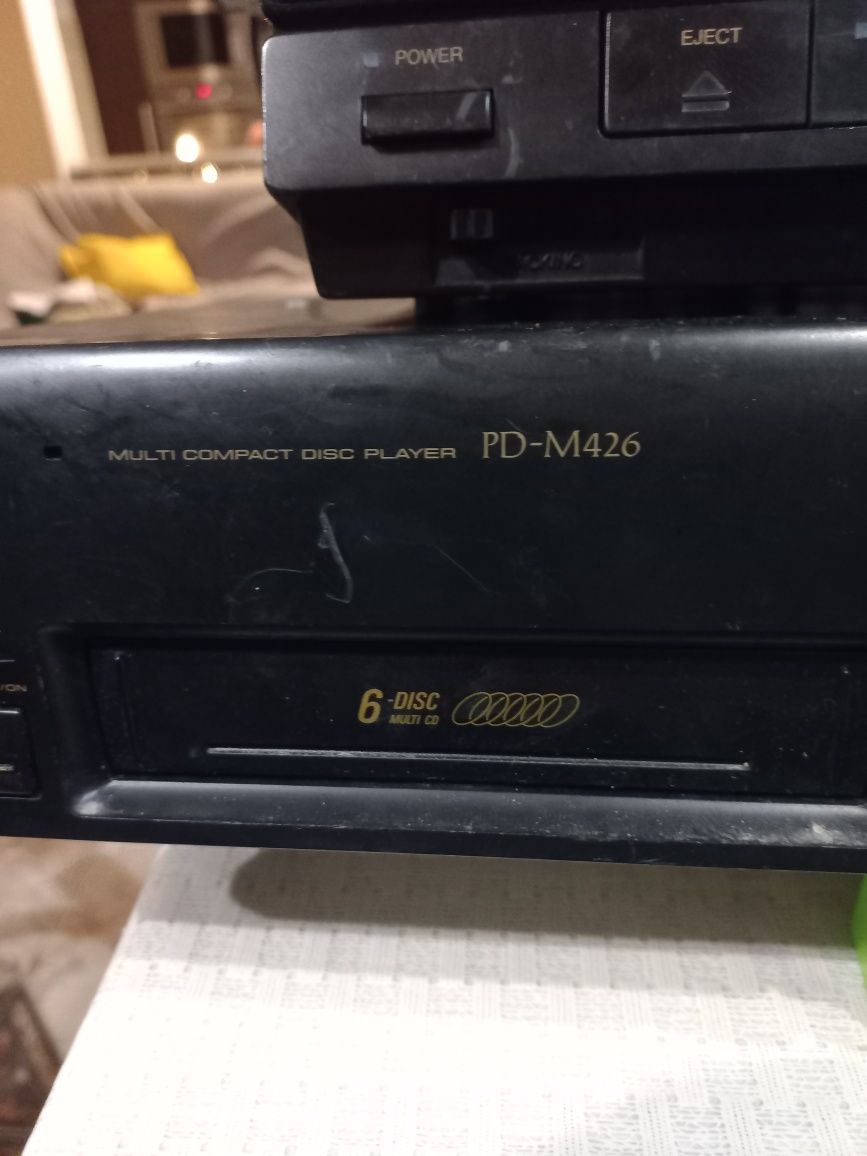 POWER
EJECT
MULTI COMPACT DISC PLAYER PD-M426
6-DISC
MULTI CD